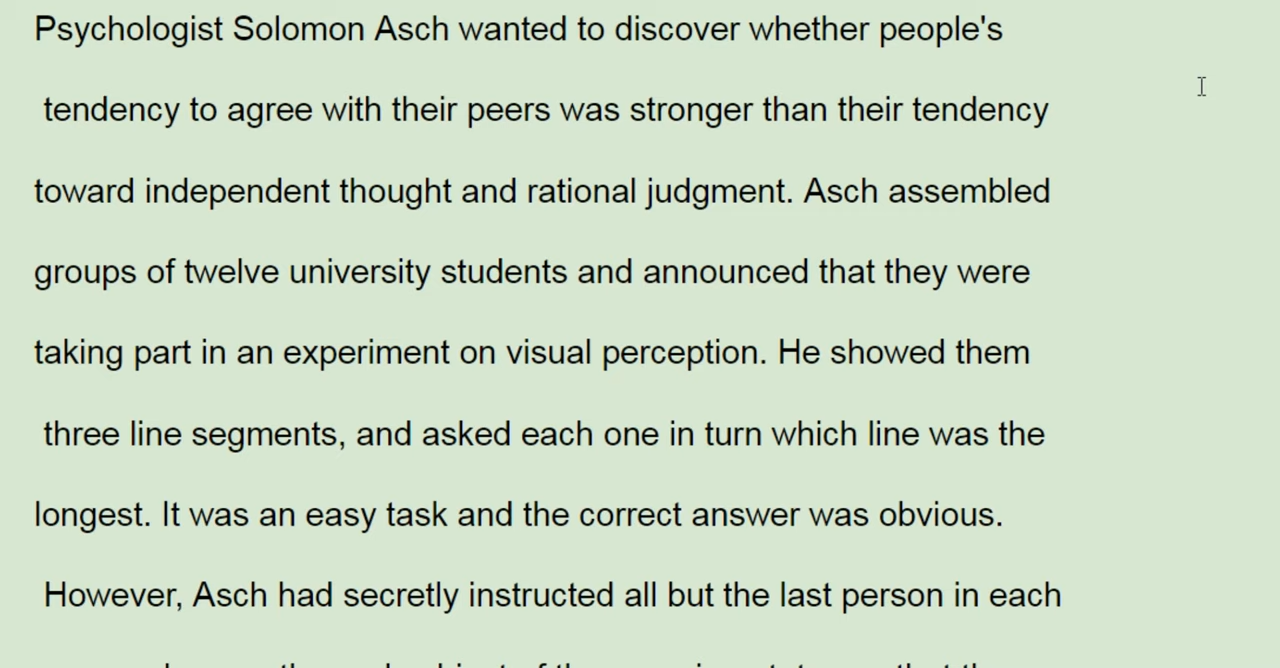 Psychologist Solomon Asch wanted to discover whether people's
tendency to agree with their peers was stronger than their tendency
toward independent thought and rational judgment. Asch assembled
groups of twelve university students and announced that they were
taking part in an experiment on visual perception. He showed them
three line segments, and asked each one in turn which line was the
longest. It was an easy task and the correct answer was obvious.
However, Asch had secretly instructed all but the last person in each